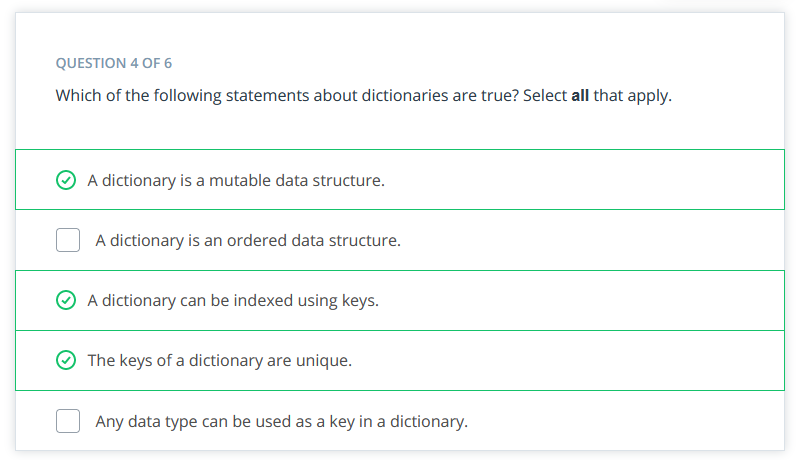 QUESTION 4 OF 6
Which of the following statements about dictionaries are true? Select all that apply.
A dictionary is a mutable data structure.
A dictionary is an ordered data structure.
A dictionary can be indexed using keys.
The keys of a dictionary are unique.
Any data type can be used as a key in a dictionary.